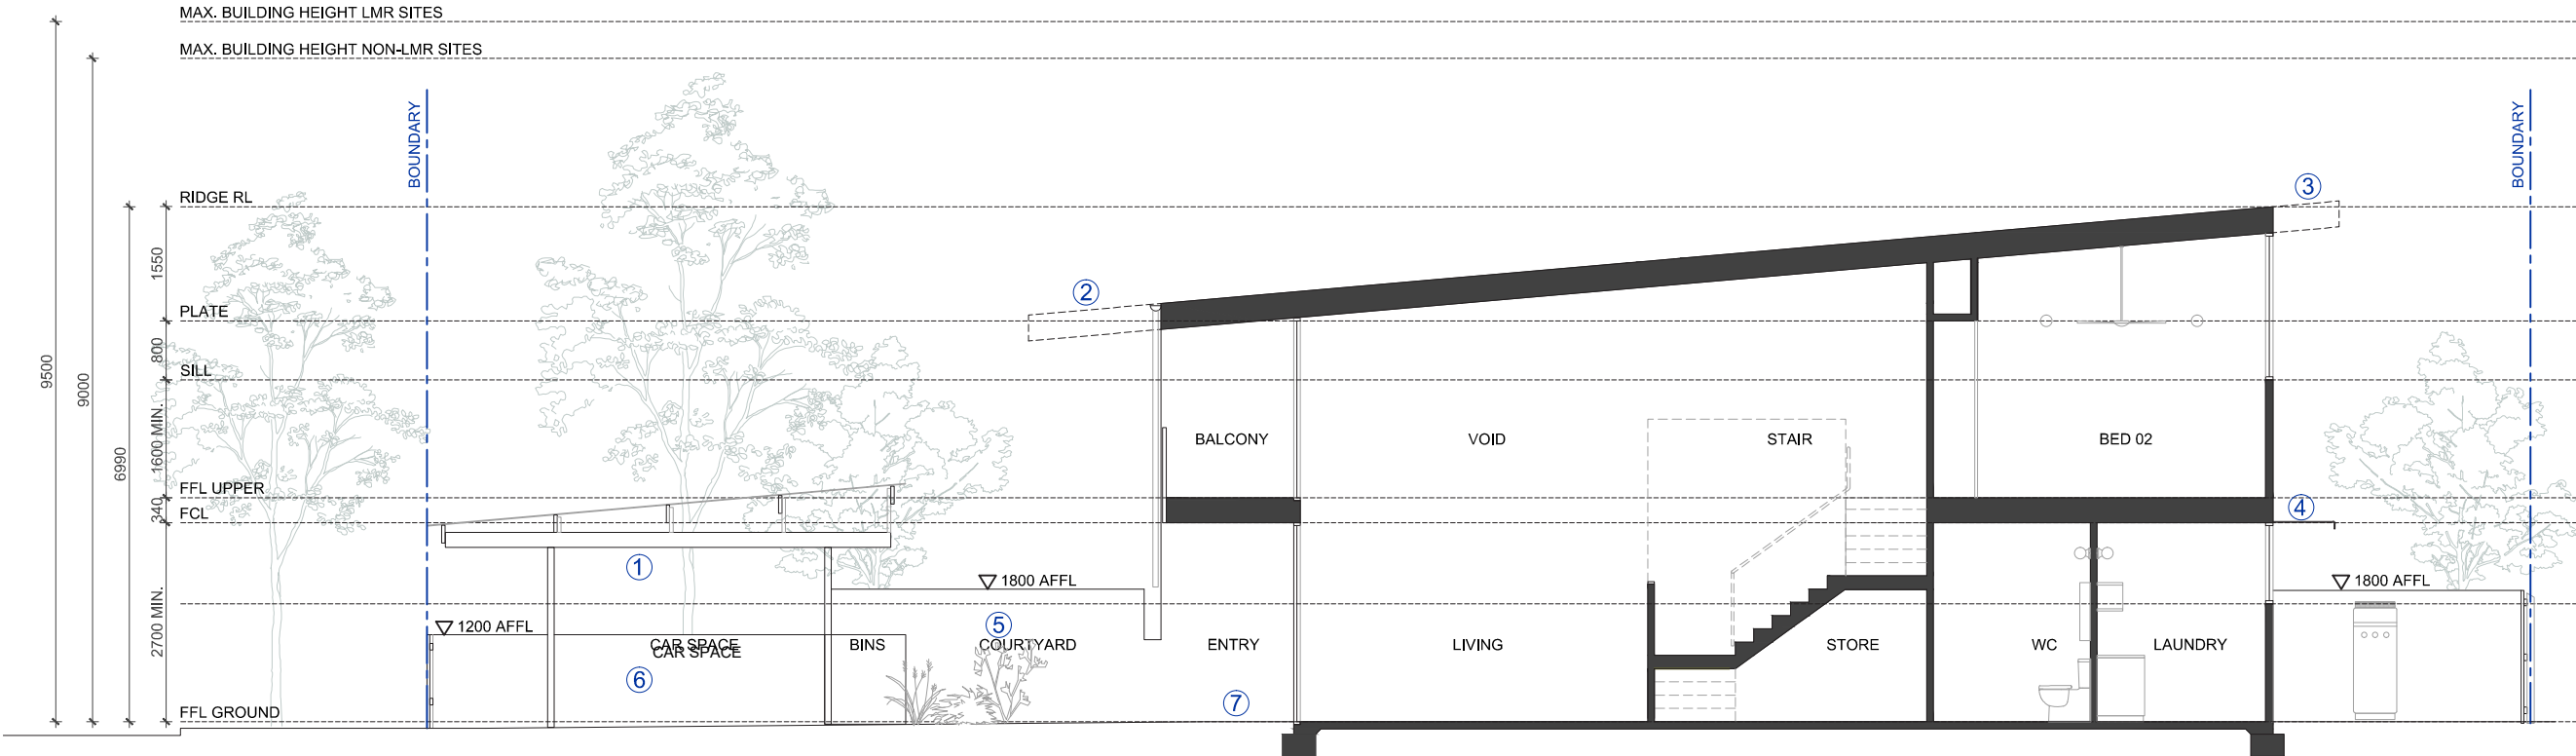 MAX. BUILDING HEIGHT LMR SITES
MAX. BUILDING HEIGHT NON-LMR SITES
BOUNDARY
BOUNDARY
RIDGE RL
3
1550
2
PLATE
800
SILL
9500
9000
6990
1600 MIN.
BALCONY
VOID
STAIR
BED 02
FFL UPPER
340
FCL
4
1
1800 AFFL
1800 AFFL
2700 MIN.
1200 AFFL
5
CAR SPACE
CAR SPACE
BINS
COURTYARD
ENTRY
LIVING
STORE
WC
LAUNDRY
6
7
FFL GROUND